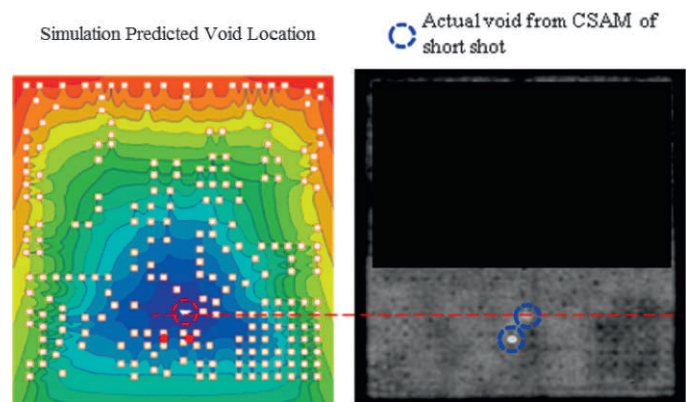 Simulation Predicted Void Location
Actual void from CSAM of
short shot